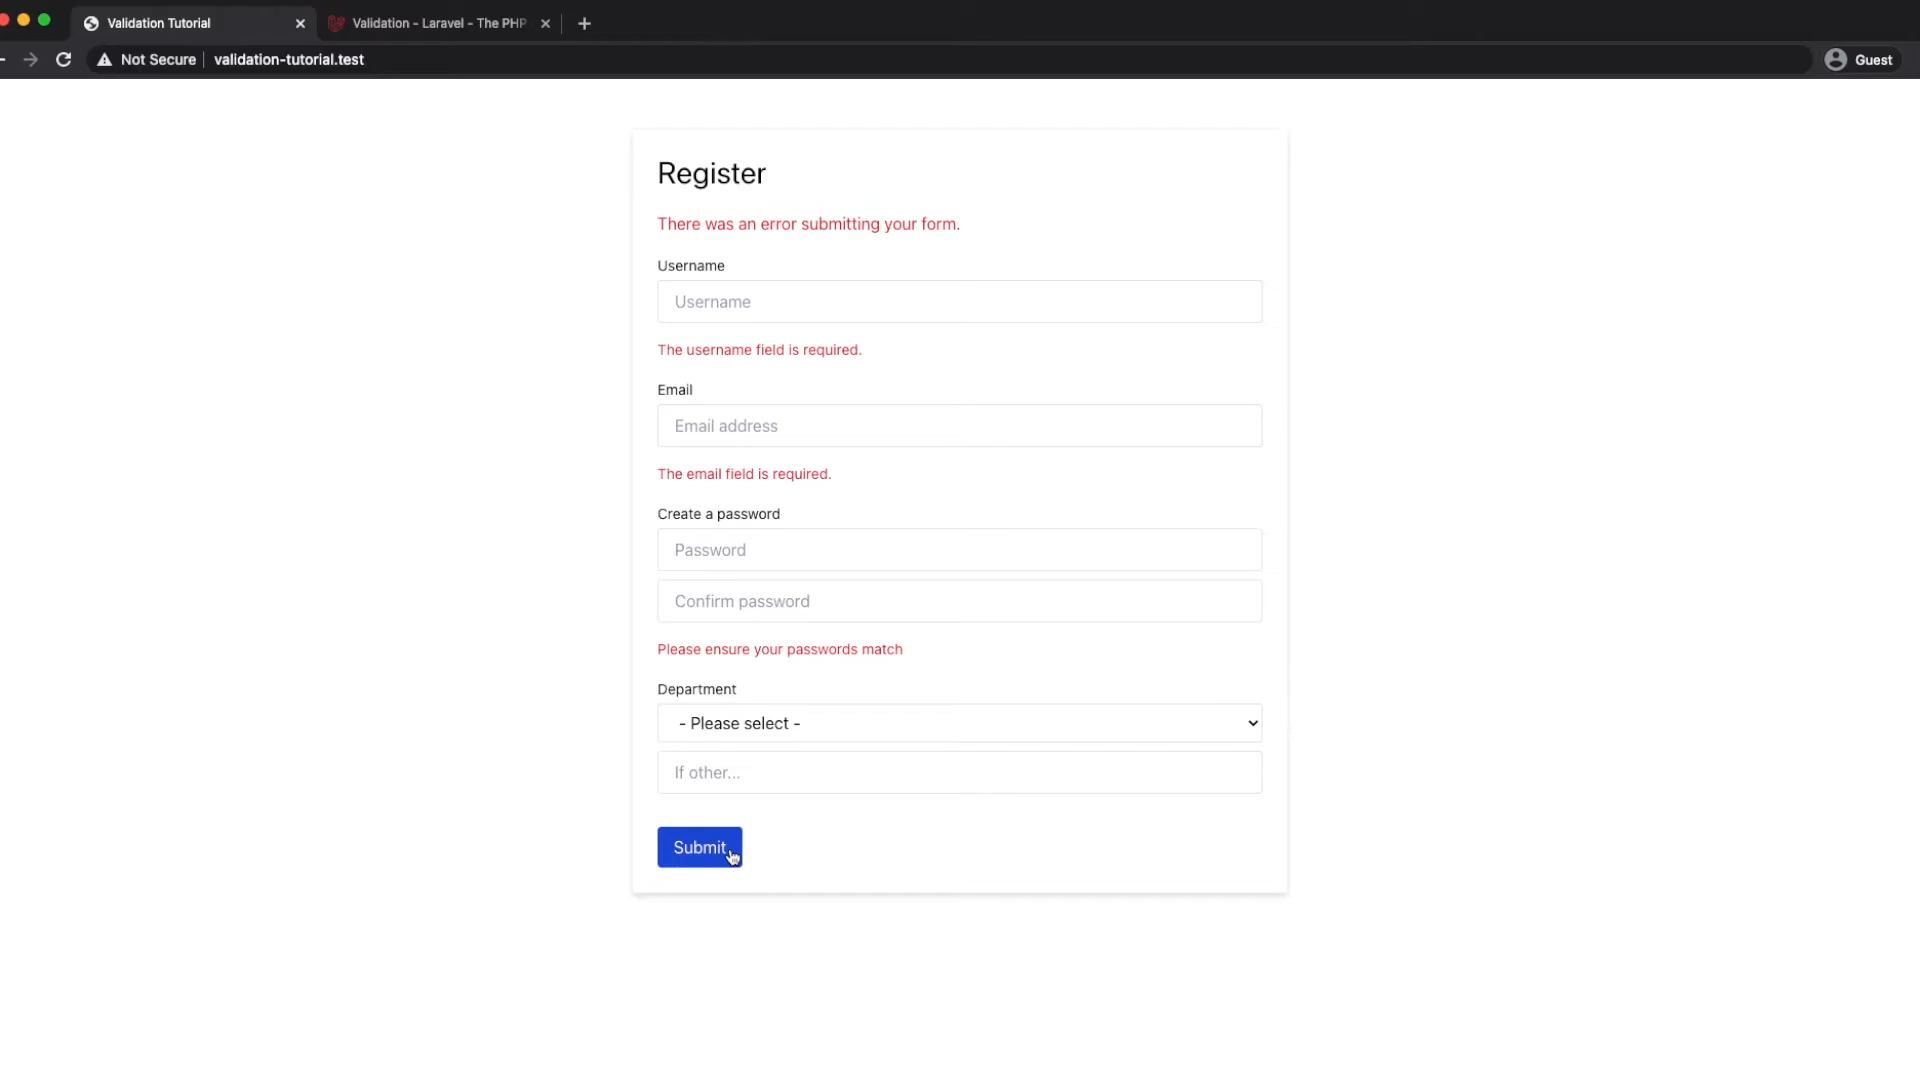 Validation Tutorial
Validation - Laravel - The PHP
Not Secure
validation-tutorial.test
Guest
Register
There was an error submitting your form.
Username
Username
The username field is required.
Email
Email address
The email field is required.
Create a password
Password
Confirm password
Please ensure your passwords match
Department
- Please select -
If other...
Submit